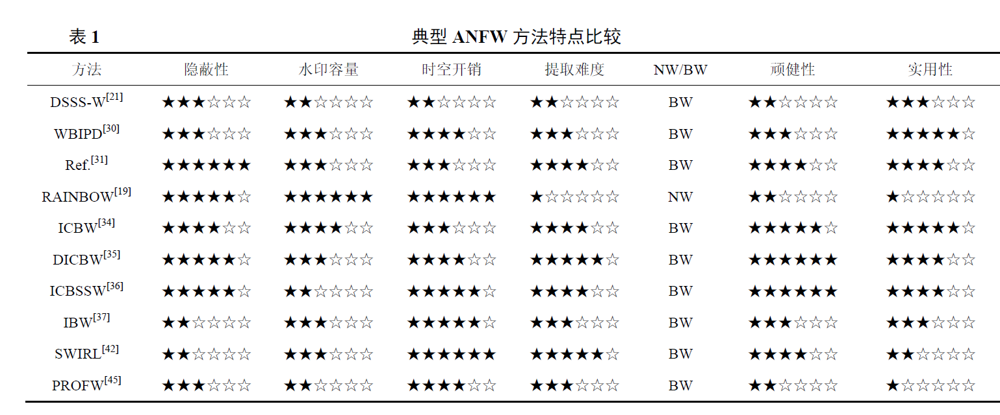 表 1 典型 ANFW 方法特点比较
方法 隐蔽性 水印容量 时空开销 提取难度 NW/BW 顽健性 实用性
DSSS-W[21] ★★★☆☆☆ ★★☆☆☆☆ ★★☆☆☆☆ ★★☆☆☆☆ BW ★★☆☆☆☆ ★★★☆☆☆
WBIPD[30] ★★★☆☆☆ ★★★☆☆☆ ★★★★☆☆ ★★★☆☆☆ BW ★★★☆☆☆ ★★★★★☆
Ref.[31] ★★★★★★ ★★★☆☆☆ ★★★☆☆☆ ★★★★☆☆ BW ★★★★☆☆ ★★★★☆☆
RAINBOW[19] ★★★★★☆ ★★★★★★ ★★★★★★ ★☆☆☆☆☆ NW ★★☆☆☆☆ ★☆☆☆☆☆
ICBW[34] ★★★★☆☆ ★★★★☆☆ ★★★☆☆☆ ★★★★☆☆ BW ★★★★★☆ ★★★★★☆
DICBW[35] ★★★★★☆ ★★★☆☆☆ ★★★★☆☆ ★★★★★☆ BW ★★★★★★ ★★★★☆☆
ICBSSW[36] ★★★★★☆ ★★☆☆☆☆ ★★★★★☆ ★★★★☆☆ BW ★★★★★★ ★★★★☆☆
IBW[37] ★★☆☆☆☆ ★★★☆☆☆ ★★★★★☆ ★★★☆☆☆ BW ★★★☆☆☆ ★★★☆☆☆
SWIRL[42] ★★☆☆☆☆ ★★★☆☆☆ ★★★★★★ ★★★★★☆ BW ★★★★☆☆ ★★☆☆☆☆
PROFW[45] ★★★☆☆☆ ★★☆☆☆☆ ★★★★☆☆ ★★★☆☆☆ BW ★★☆☆☆☆ ★☆☆☆☆☆